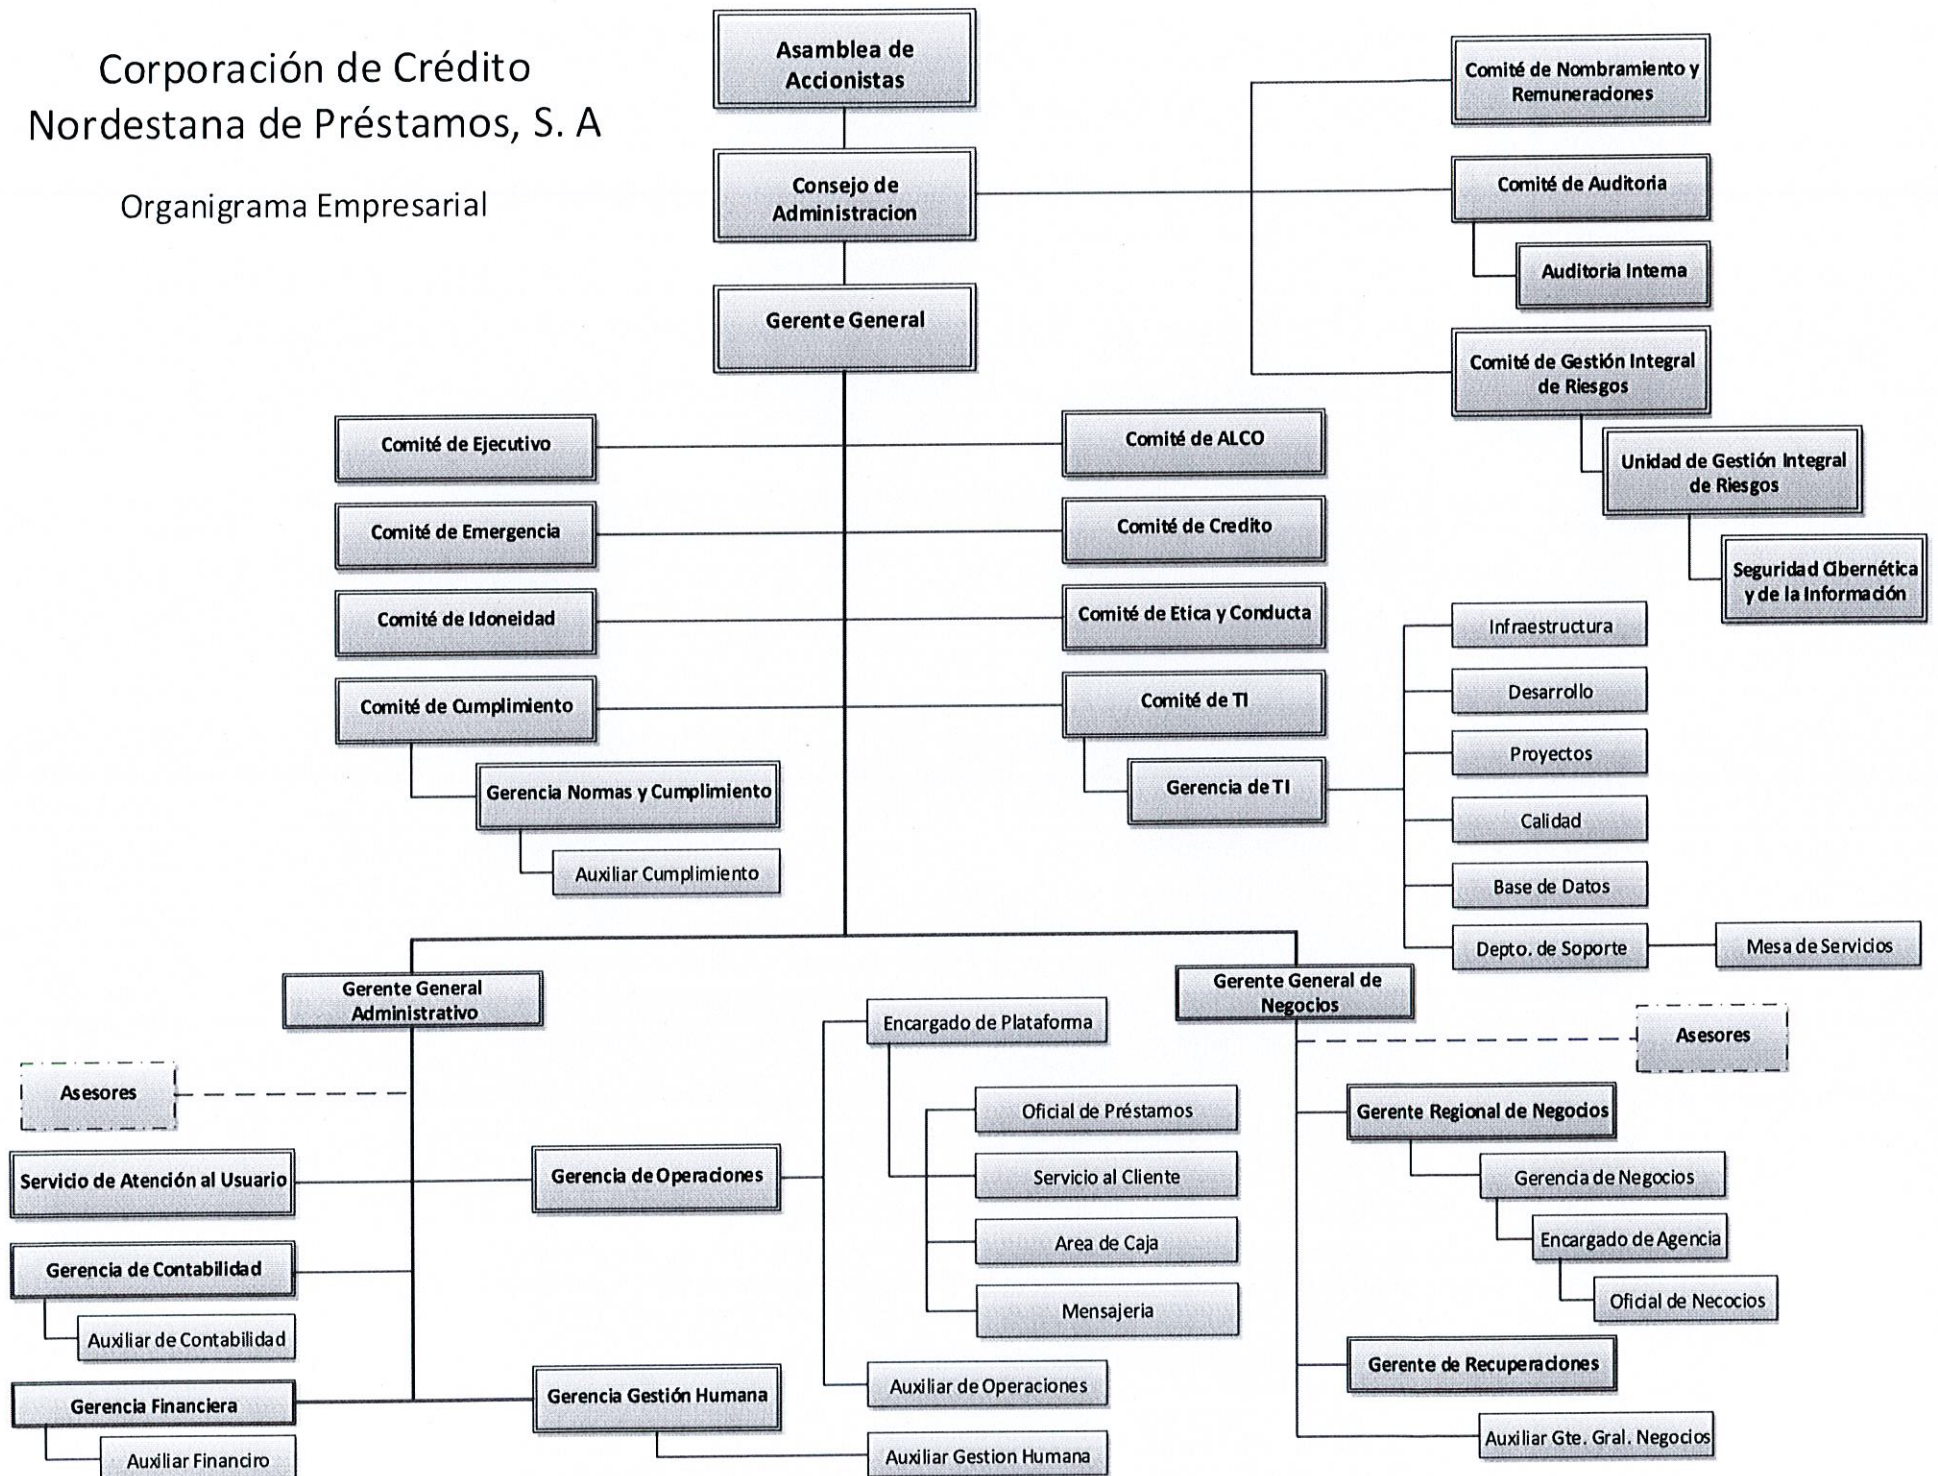 Corporación de Crédito
Nordestana de Préstamos, S. A
Organigrama Empresarial
Asamblea de
Accionistas
Consejo de
Administracion
Gerente General
Comité de Nombramiento y
Remuneraciones
Comité de Auditoria
Auditoria Interna
Comité de Gestión Integral
de Riesgos
Unidad de Gestión Integral
de Riesgos
Seguridad Cibernética
y de la Información
Comité de Ejecutivo
Comité de ALCO
Comité de Emergencia
Comité de Credito
Comité de Idoneidad
Comité de Etica y Conducta
Comité de Cumplimiento
Comité de TI
Gerencia Normas y Cumplimiento
Auxiliar Cumplimiento
Gerencia de TI
Infraestructura
Desarrollo
Proyectos
Calidad
Base de Datos
Depto. de Soporte
Mesa de Servicios
Gerente General
Administrativo
Asesores
Servicio de Atención al Usuario
Gerencia de Contabilidad
Auxiliar de Contabilidad
Gerencia Financiera
Auxiliar Financiro
Gerencia de Operaciones
Gerencia Gestión Humana
Encargado de Plataforma
Oficial de Préstamos
Servicio al Cliente
Area de Caja
Mensajeria
Auxiliar de Operaciones
Auxiliar Gestion Humana
Gerente General de
Negocios
Asesores
Gerente Regional de Negocios
Gerencia de Negocios
Encargado de Agencia
Oficial de Necocios
Gerente de Recuperaciones
Auxiliar Gte. Gral. Negocios